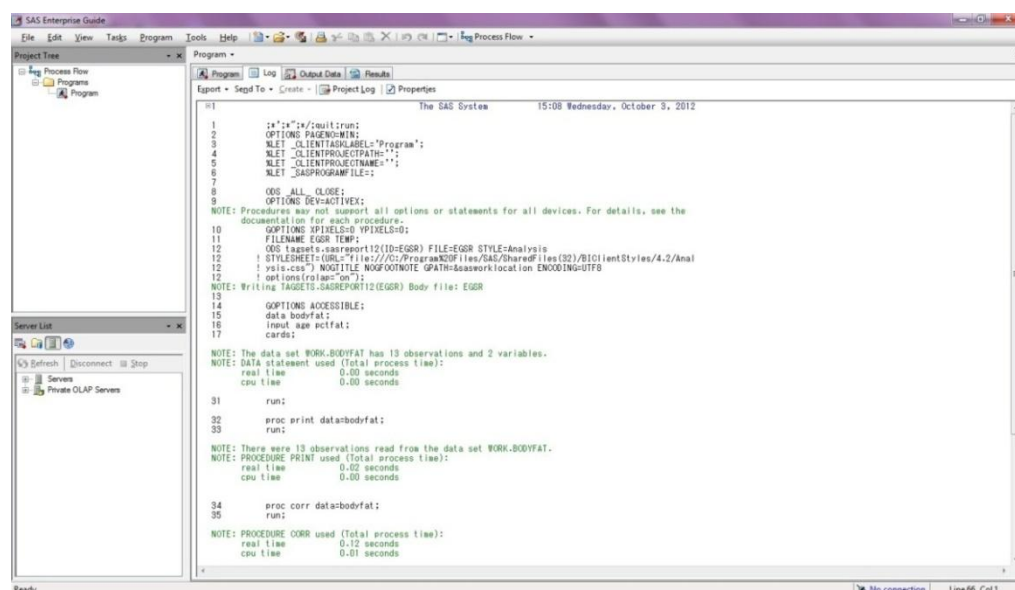 SAS Enterprise Guide
File Edit View Tasks Program Tools Help Process Flow
Project Tree
Process Flow
Programs
Program
Program
Program Log Output Data Results
Export Send To Create Project Log Properties
1 The SAS System 15:08 Wednesday, October 3, 2012
1 ;*';*";*/;quit;run;
2 OPTIONS PAGENO=MIN;
3 %LET _CLIENTTASKLABEL='Program';
4 %LET _CLIENTPROJECTPATH='';
5 %LET _CLIENTPROJECTNAME='';
6 %LET _SASPROGRAMFILE=;
7
8 ODS _ALL_ CLOSE;
9 OPTIONS DEV=ACTIVEX;
NOTE: Procedures may not support all options or statements for all devices. For details, see the
documentation for each procedure.
10 GOPTIONS XPIXELS=0 YPIXELS=0;
11 FILENAME EGSR TEMP;
12 ODS tagsets.sasreport12(ID=EGSR) FILE=EGSR STYLE=Analysis
12 ! STYLESHEET=(URL="file:///C:/Program%20Files/SAS/SharedFiles(32)/BIClientStyles/4.2/Anal
12 ! ysis.css") NOGTITLE NOGFOOTNOTE GPATH=&sasworklocation ENCODING=UTF8
12 ! options(rolap="on");
NOTE: Writing TAGSETS.SASREPORT12(EGSR) Body file: EGSR
13
14 GOPTIONS ACCESSIBLE;
15 data bodyfat;
16 input age pctfat;
17 cards;
NOTE: The data set WORK.BODYFAT has 13 observations and 2 variables.
NOTE: DATA statement used (Total process time):
real time 0.00 seconds
cpu time 0.00 seconds
31 run;
32 proc print data=bodyfat;
33 run;
NOTE: There were 13 observations read from the data set WORK.BODYFAT.
NOTE: PROCEDURE PRINT used (Total process time):
real time 0.02 seconds
cpu time 0.00 seconds
34 proc corr data=bodyfat;
35 run;
NOTE: PROCEDURE CORR used (Total process time):
real time 0.12 seconds
cpu time 0.01 seconds
Server List
Refresh Disconnect Stop
Servers
Private OLAP Servers
Ready
No connection Line 66, Col 1